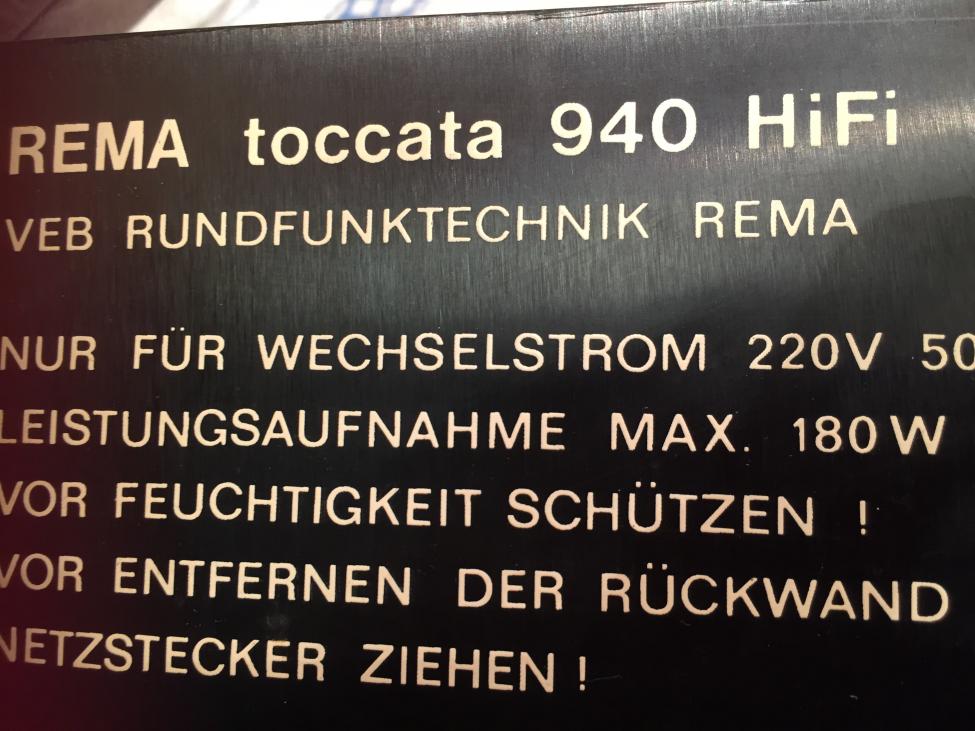 REMA toccata 940 HiFi
VEB RUNDFUNKTECHNIK REMA
NUR FÜR WECHSELSTROM 220V 50
LEISTUNGSAUFNAHME MAX. 180W
VOR FEUCHTIGKEIT SCHÜTZEN !
VOR ENTFERNEN DER RÜCKWAND
NETZSTECKER ZIEHEN !